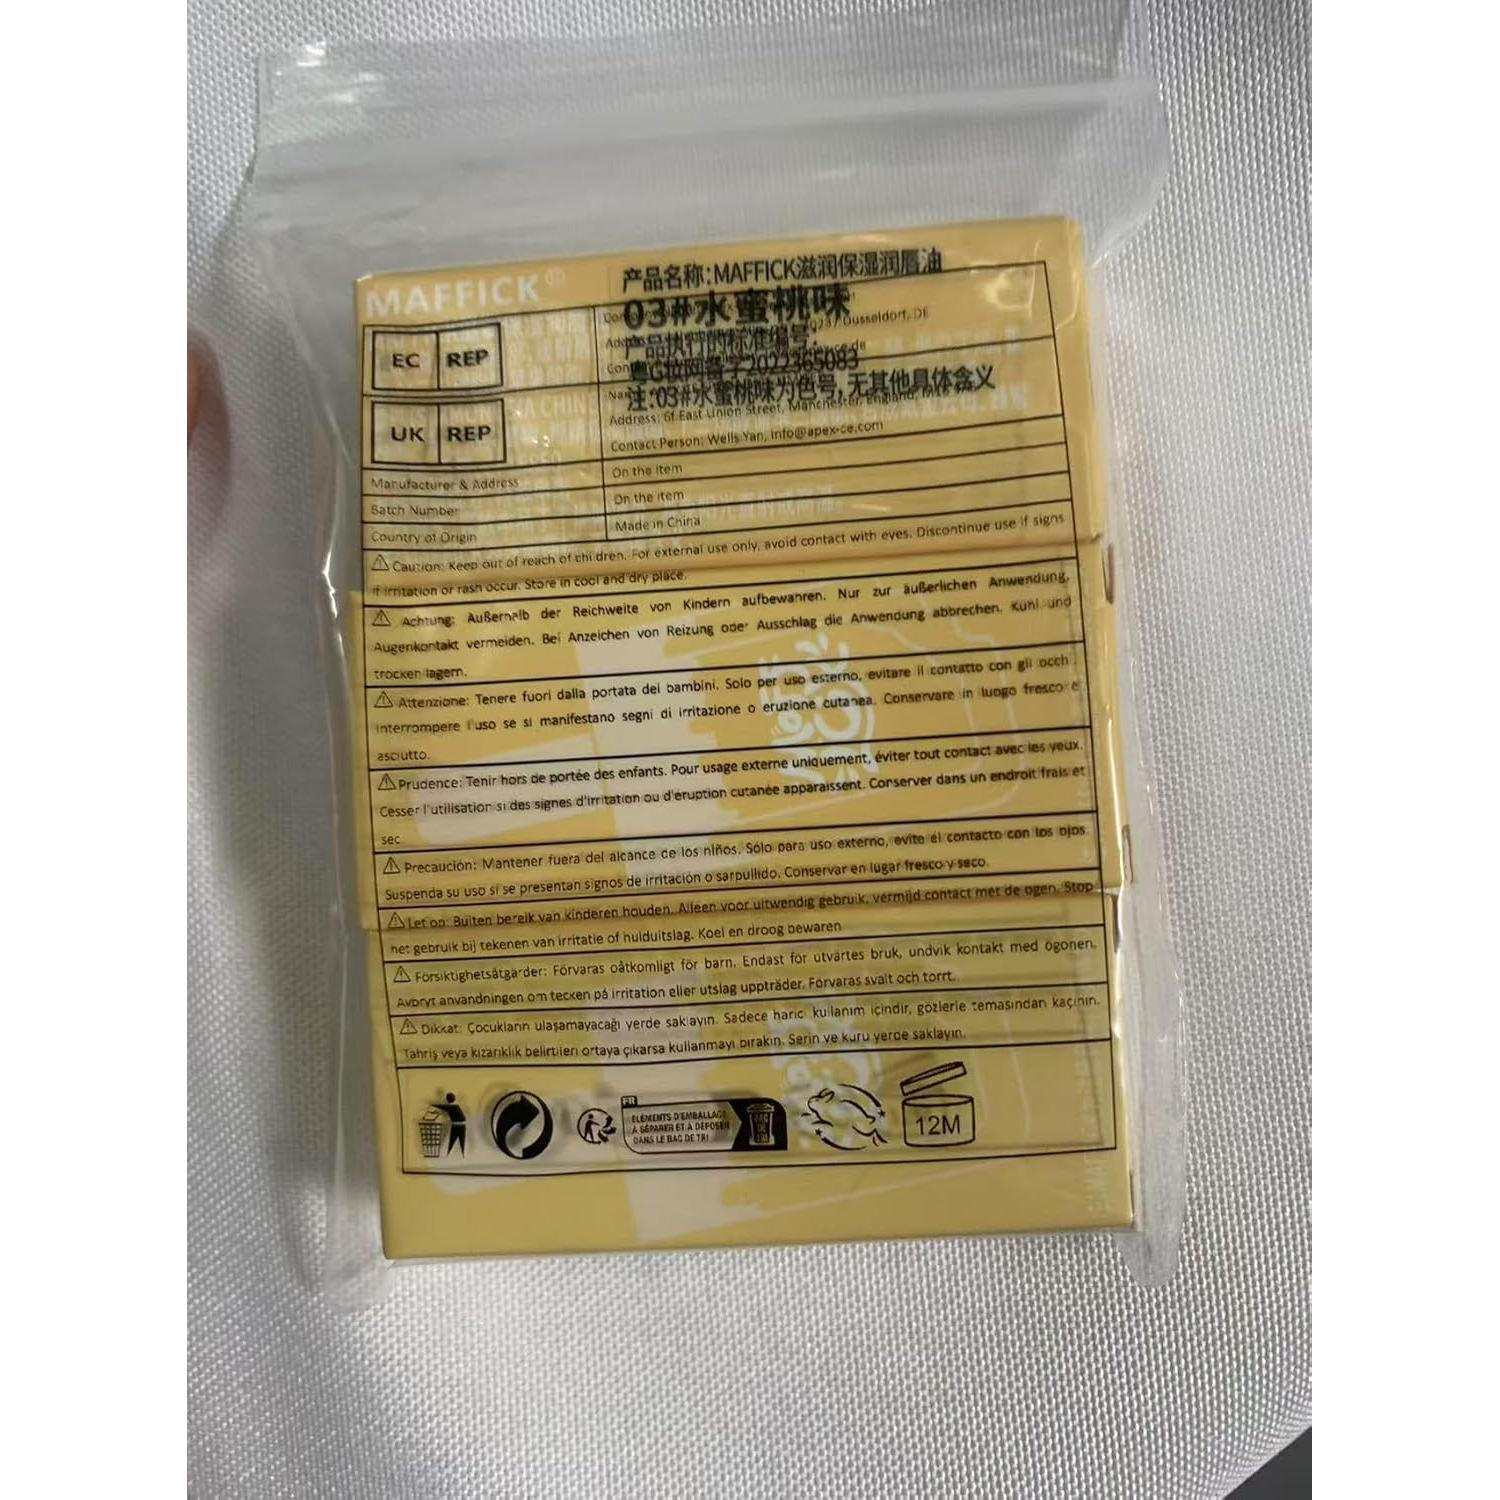 MAFFICK®
产品名称:MAFFICK滋润保湿润唇油
03#水蜜桃味
产品执行的标准编号:
粤G妆网备字2022365083
注:03#水蜜桃味为色号,无其他具体含义
EC REP
Dusseldorf, DE
UK REP
Address: 6f East Union Street, Manchester, England,
Contact Person: Wells Yan, info@apex-ce.com
Manufacturer & Address On the item
Batch Number On the item
Country of Origin Made in China
Caution: Keep out of reach of children. For external use only, avoid contact with eyes. Discontinue use if signs
if irritation or rash occur. Store in cool and dry place.
Achtung: Außerhalb der Reichweite von Kindern aufbewahren. Nur zur äußerlichen Anwendung,
Augenkontakt vermeiden. Bei Anzeichen von Reizung oder Ausschlag die Anwendung abbrechen. Kühl und
trocken lagern.
Attenzione: Tenere fuori dalla portata dei bambini. Solo per uso esterno, evitare il contatto con gli occhi.
interrompere l'uso se si manifestano segni di irritazione o eruzione cutanea. Conservare in luogo fresco e
asciutto.
Prudence: Tenir hors de portée des enfants. Pour usage externe uniquement, éviter tout contact avec les yeux.
Cesser l'utilisation si des signes d'irritation ou d'éruption cutanée apparaissent. Conserver dans un endroit frais et
sec
Precaución: Mantener fuera del alcance de los niños. Sólo para uso externo, evite el contacto con los ojos.
Suspenda su uso si se presentan signos de irritación o sarpullido. Conservar en lugar fresco y seco.
Let op: Buiten bereik van kinderen houden. Alleen voor uitwendig gebruik, vermijd contact met de ogen. Stop
het gebruik bij tekenen van irritatie of huiduitslag. Koel en droog bewaren
Försiktighetsåtgärder: Förvaras oåtkomligt för barn. Endast för utvärtes bruk, undvik kontakt med ögonen.
Avbryt användningen om tecken på irritation eller utslag uppträder. Förvaras svalt och torrt.
Dikkat: Çocukların ulaşamayacağı yerde saklayın. Sadece harici kullanım içindir, gözlerle temasından kaçının.
Tahriş veya kızarıklık belirtileri ortaya çıkarsa kullanmayı bırakın. Serin ve kuru yerde saklayın.
FR
ÉLÉMENTS D'EMBALLAGE
À SÉPARER ET À DÉPOSER
DANS LE BAC DE TRI
BAC DE TRI
12M